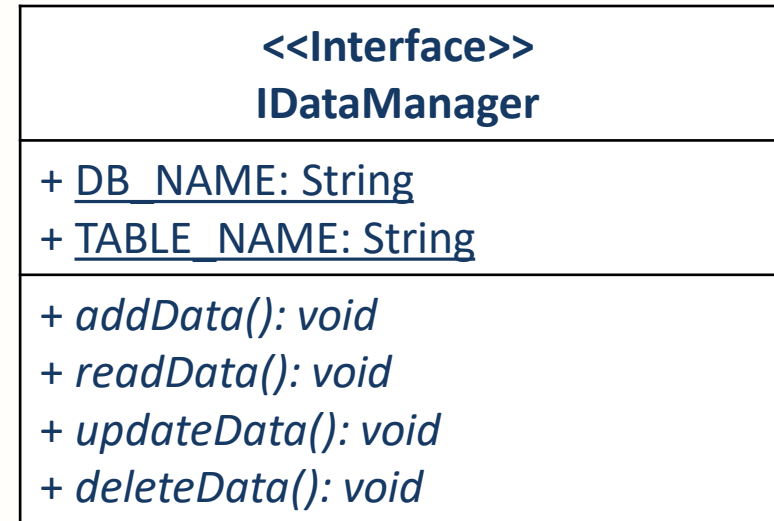 <<Interface>>
IDataManager
+ DB_NAME: String
+ TABLE_NAME: String
+ addData(): void
+ readData(): void
+ updateData(): void
+ deleteData(): void